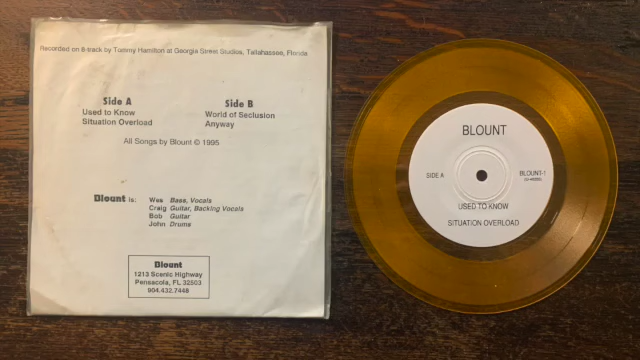 Recorded on 8-track by Tommy Hamilton at Georgia Street Studios, Tallahassee, Florida
Side A
Used to Know
Situation Overload
Side B
World of Seclusion
Anyway
All Songs by Blount © 1995
Blount is:
Wes Bass, Vocals
Craig Guitar, Backing Vocals
Bob Guitar
John Drums
Blount
1213 Scenic Highway
Pensacola, FL 32503
904.432.7448
BLOUNT
SIDE A
BLOUNT-1
USED TO KNOW
SITUATION OVERLOAD